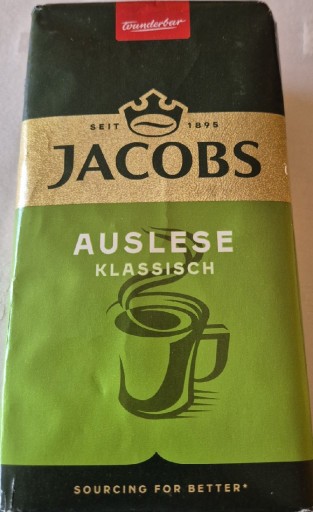 Wunderbar
SEIT 1895
JACOBS
AUSLESE
KLASSISCH
SOURCING FOR BETTER*